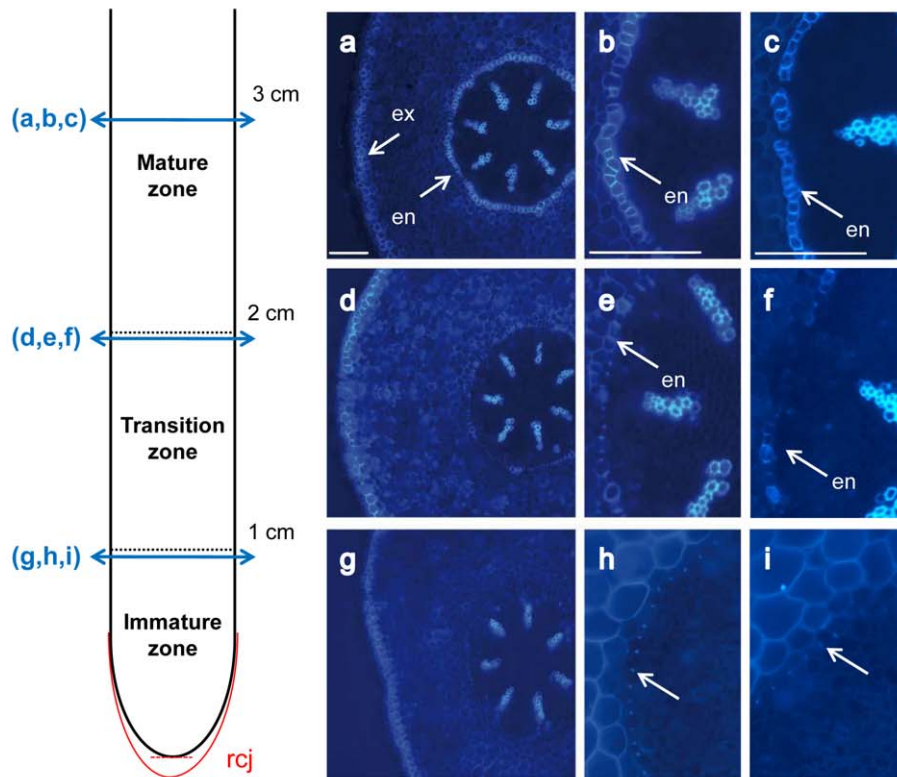 3 cm
(a,b,c)
Mature
zone
2 cm
(d,e,f)
Transition
zone
1 cm
(g,h,i)
Immature
zone
rcj
a
ex
en
b
en
c
en
d
e
en
f
en
g
h
i